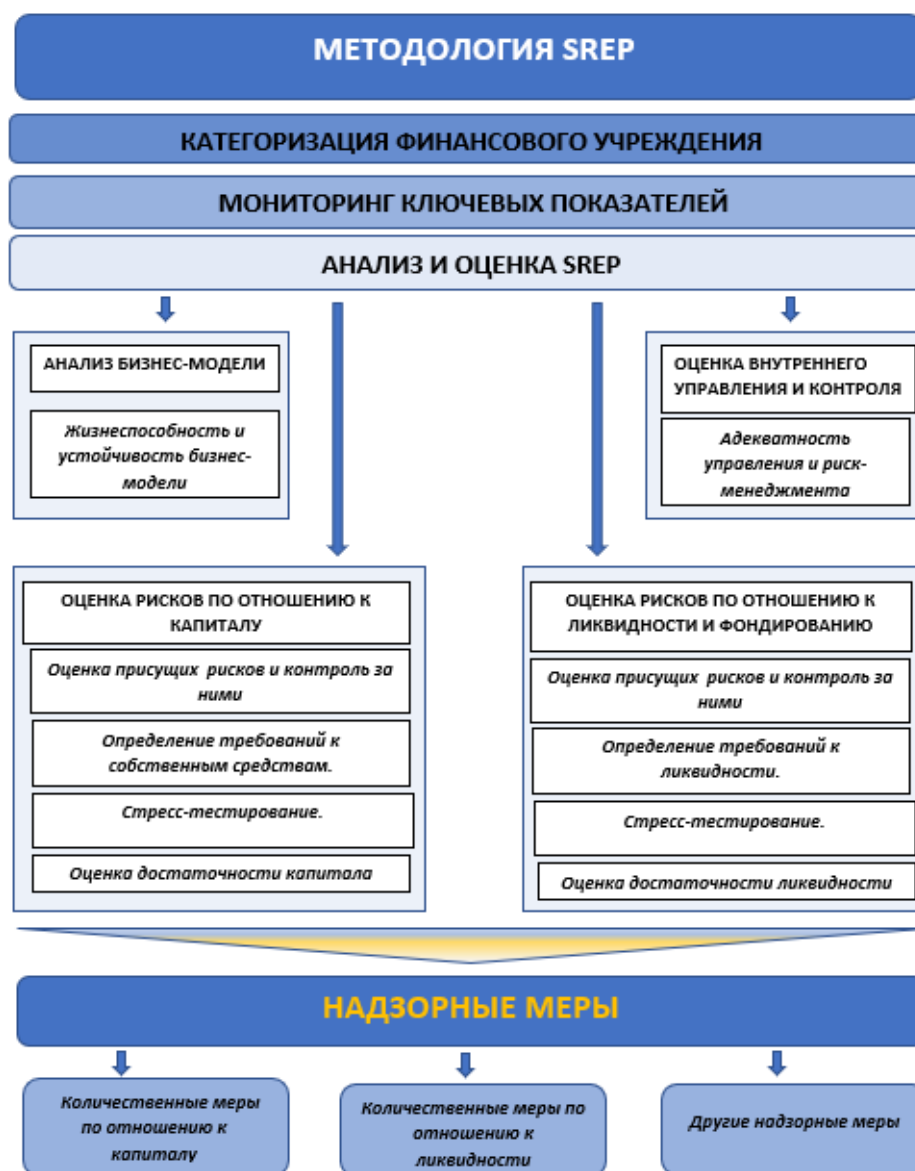 МЕТОДОЛОГИЯ SREP
КАТЕГОРИЗАЦИЯ ФИНАНСОВОГО УЧРЕЖДЕНИЯ
МОНИТОРИНГ КЛЮЧЕВЫХ ПОКАЗАТЕЛЕЙ
АНАЛИЗ И ОЦЕНКА SREP
АНАЛИЗ БИЗНЕС-МОДЕЛИ
Жизнеспособность и
устойчивость бизнес-
модели
ОЦЕНКА ВНУТРЕННЕГО
УПРАВЛЕНИЯ И КОНТРОЛЯ
Адекватность
управления и риск-
менеджмента
ОЦЕНКА РИСКОВ ПО ОТНОШЕНИЮ К
КАПИТАЛУ
Оценка присущих рисков и контроль за
ними
Определение требований к
собственным средствам.
Стресс-тестирование.
Оценка достаточности капитала
ОЦЕНКА РИСКОВ ПО ОТНОШЕНИЮ К
ЛИКВИДНОСТИ И ФОНДИРОВАНИЮ
Оценка присущих рисков и контроль за
ними
Определение требований к
ликвидности.
Стресс-тестирование.
Оценка достаточности ликвидности
НАДЗОРНЫЕ МЕРЫ
Количественные меры
по отношению к
капиталу
Количественные меры по
отношению к
ликвидности
Другие надзорные меры